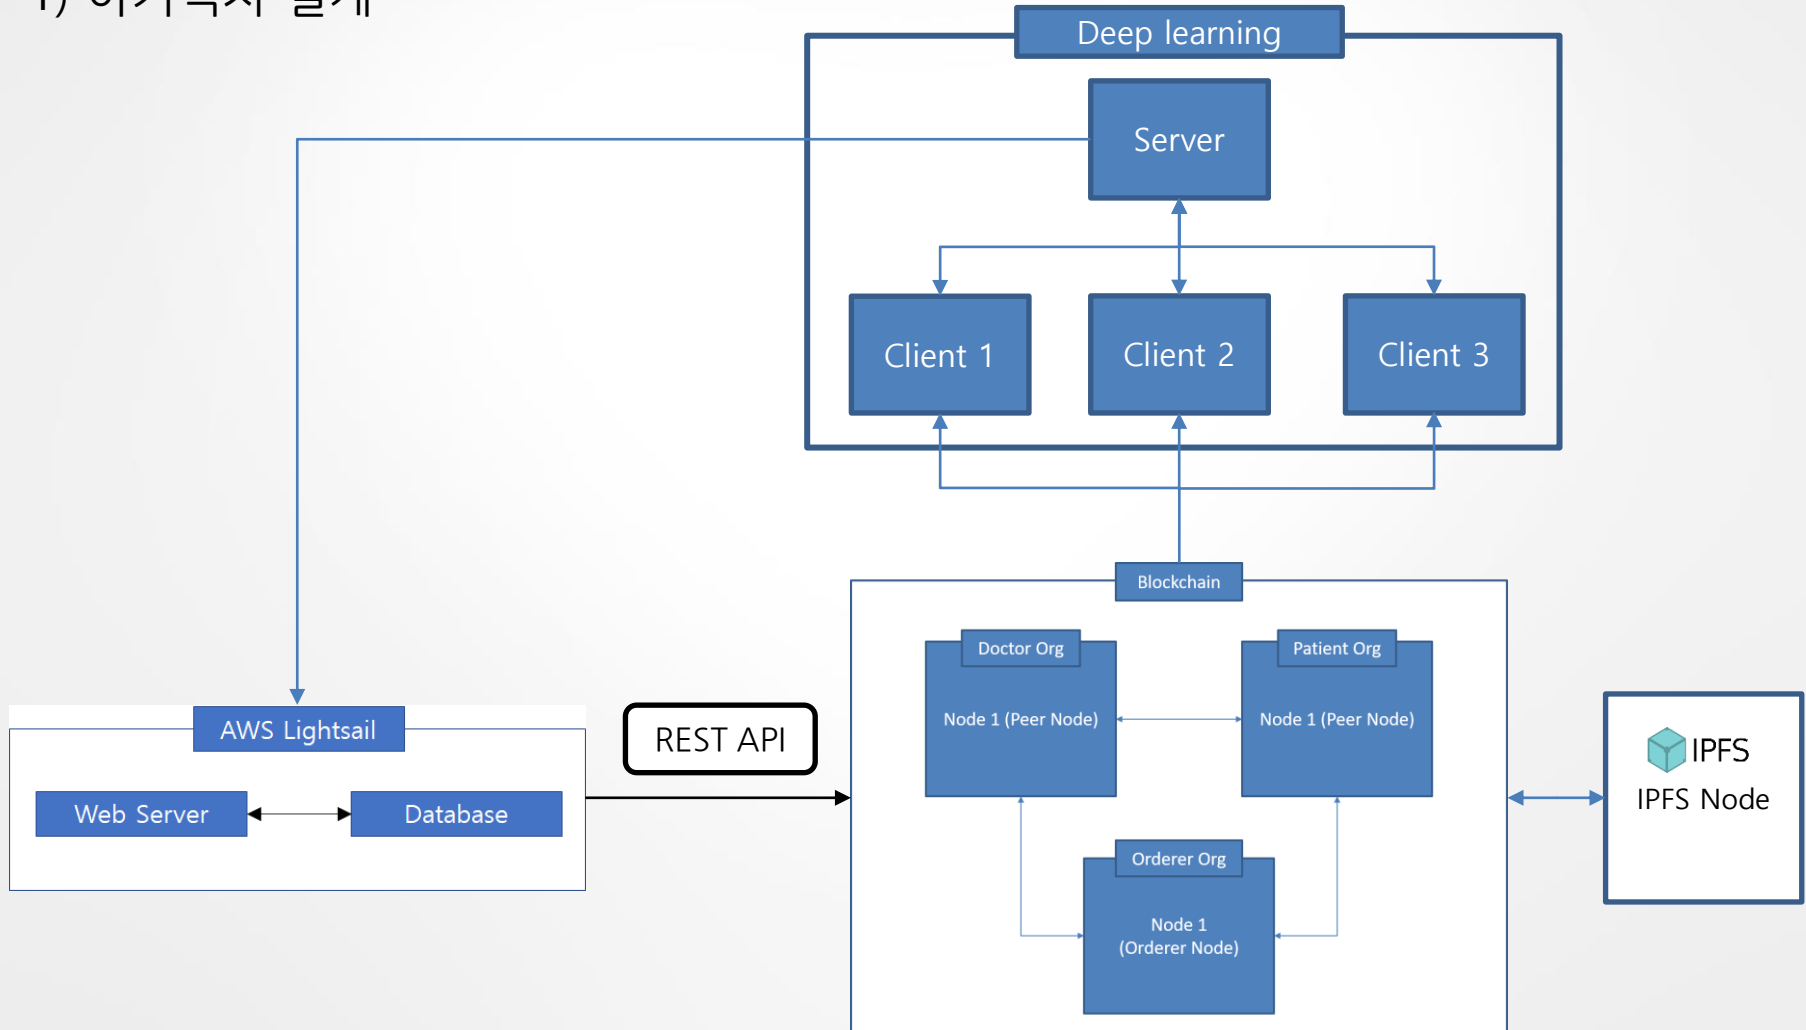 Deep learning
Server
Client 1
Client 2
Client 3
Blockchain
Doctor Org
Patient Org
Node 1 (Peer Node)
Node 1 (Peer Node)
AWS Lightsail
REST API
Web Server
Database
IPFS
IPFS Node
Orderer Org
Node 1
(Orderer Node)